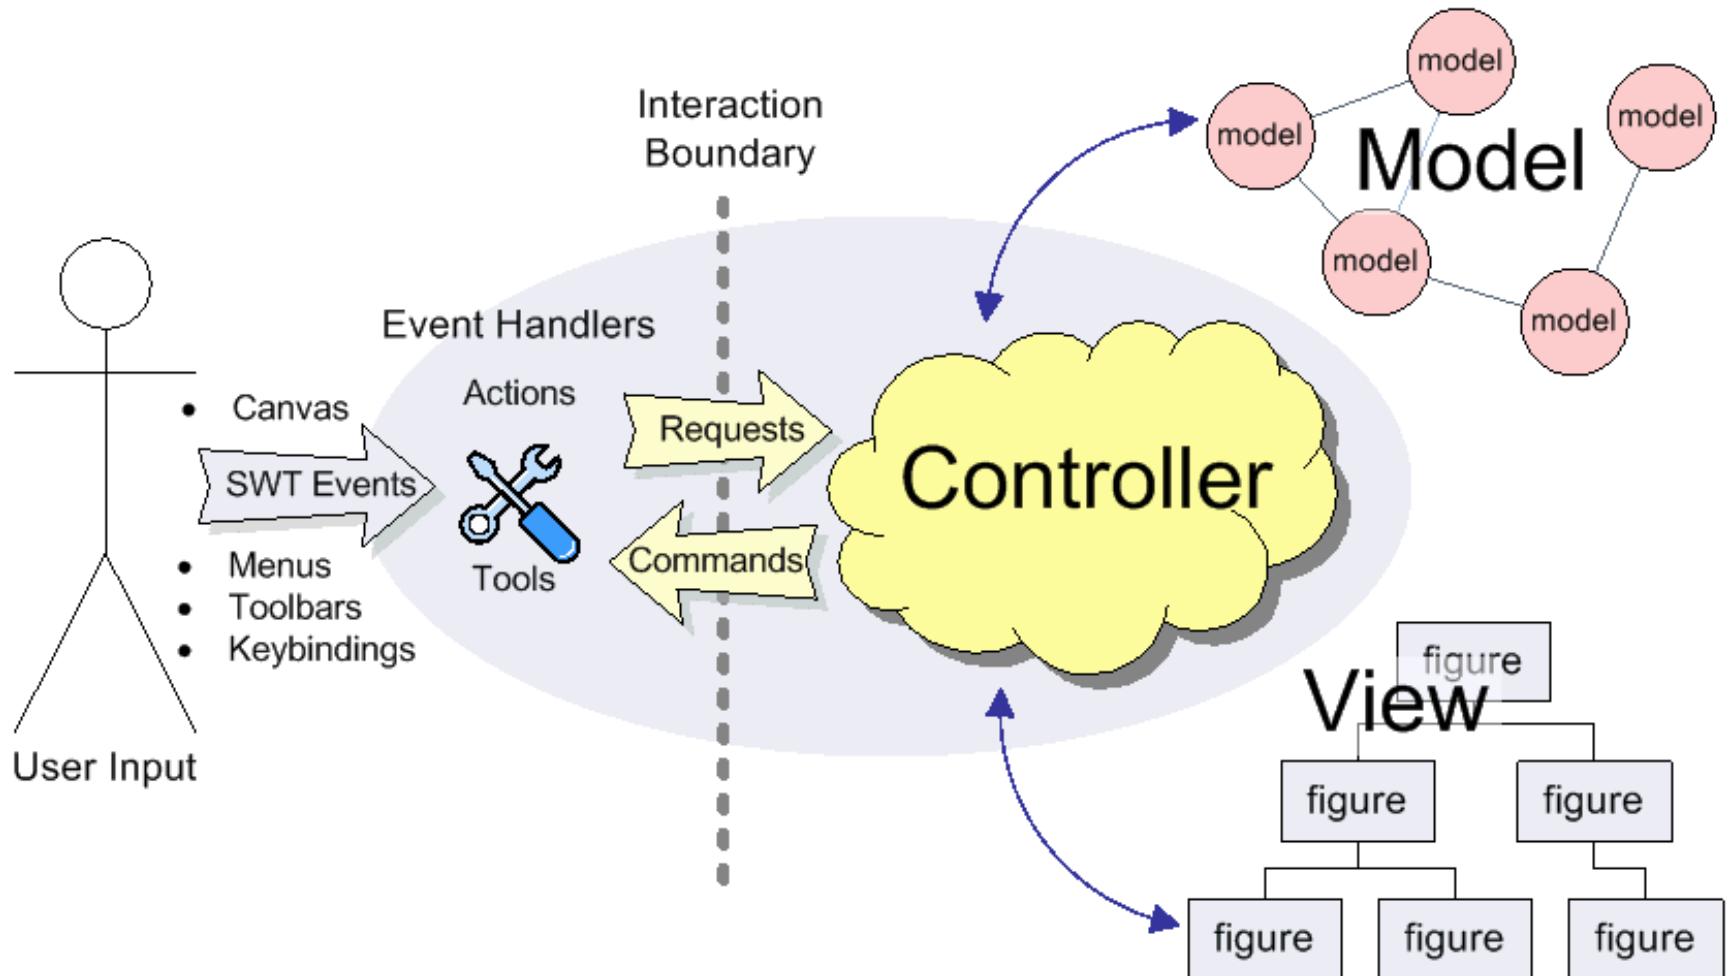 Interaction
Boundary
model
model
model
Model
model
model
Event Handlers
Actions
Canvas
SWT Events
Requests
Controller
Commands
Tools
Menus
Toolbars
Keybindings
User Input
figure
View
figure
figure
figure
figure
figure